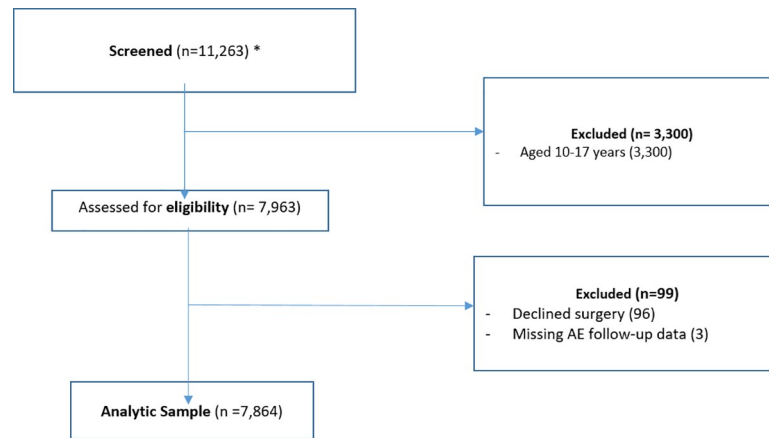 Screened (n=11,263) *
Excluded (n= 3,300)
- Aged 10-17 years (3,300)
Assessed for eligibility (n= 7,963)
Excluded (n=99)
- Declined surgery (96)
- Missing AE follow-up data (3)
Analytic Sample (n =7,864)